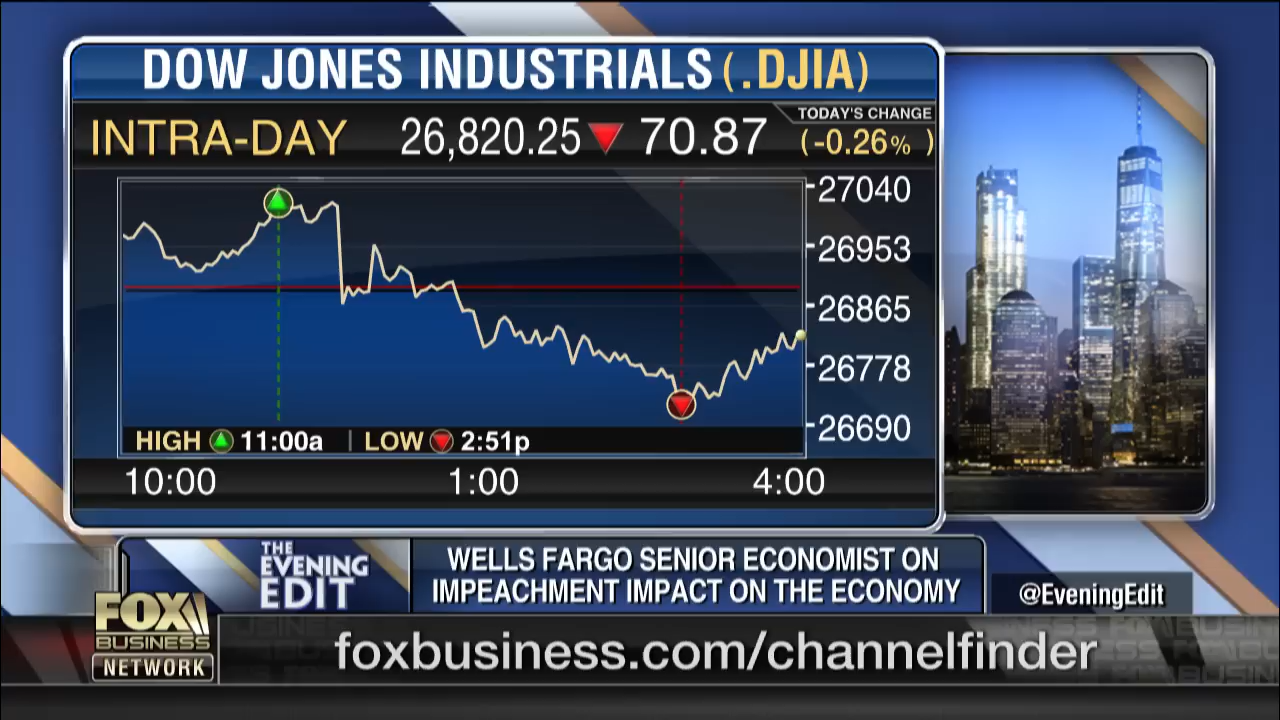 DOW JONES INDUSTRIALS (.DJIA)
INTRA-DAY 26,820.25 70.87
TODAY'S CHANGE
(-0.26% )
27040
26953
26865
26778
26690
HIGH 11:00a | LOW 2:51p
10:00 1:00 4:00
THE
EVENING
EDIT
WELLS FARGO SENIOR ECONOMIST ON
IMPEACHMENT IMPACT ON THE ECONOMY
@EveningEdit
FOX
BUSINESS
NETWORK
foxbusiness.com/channelfinder